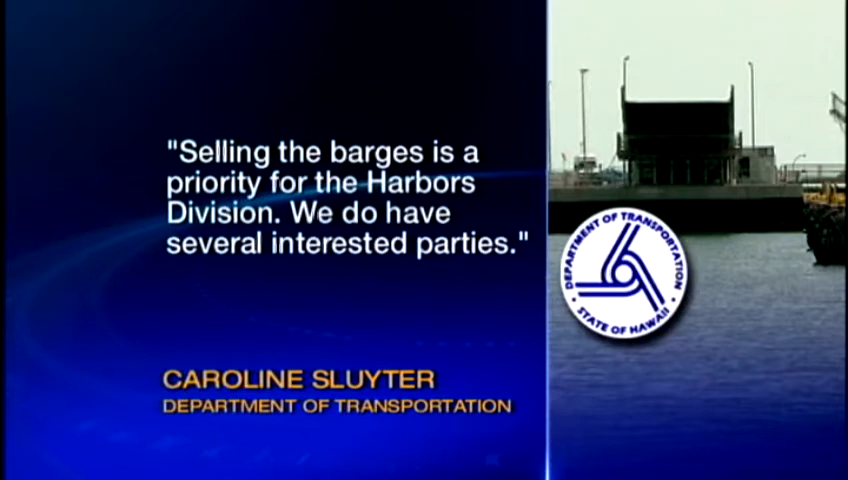 "Selling the barges is a
priority for the Harbors
Division. We do have
several interested parties."
CAROLINE SLUYTER
DEPARTMENT OF TRANSPORTATION
DEPARTMENT OF TRANSPORTATION
STATE OF HAWAII